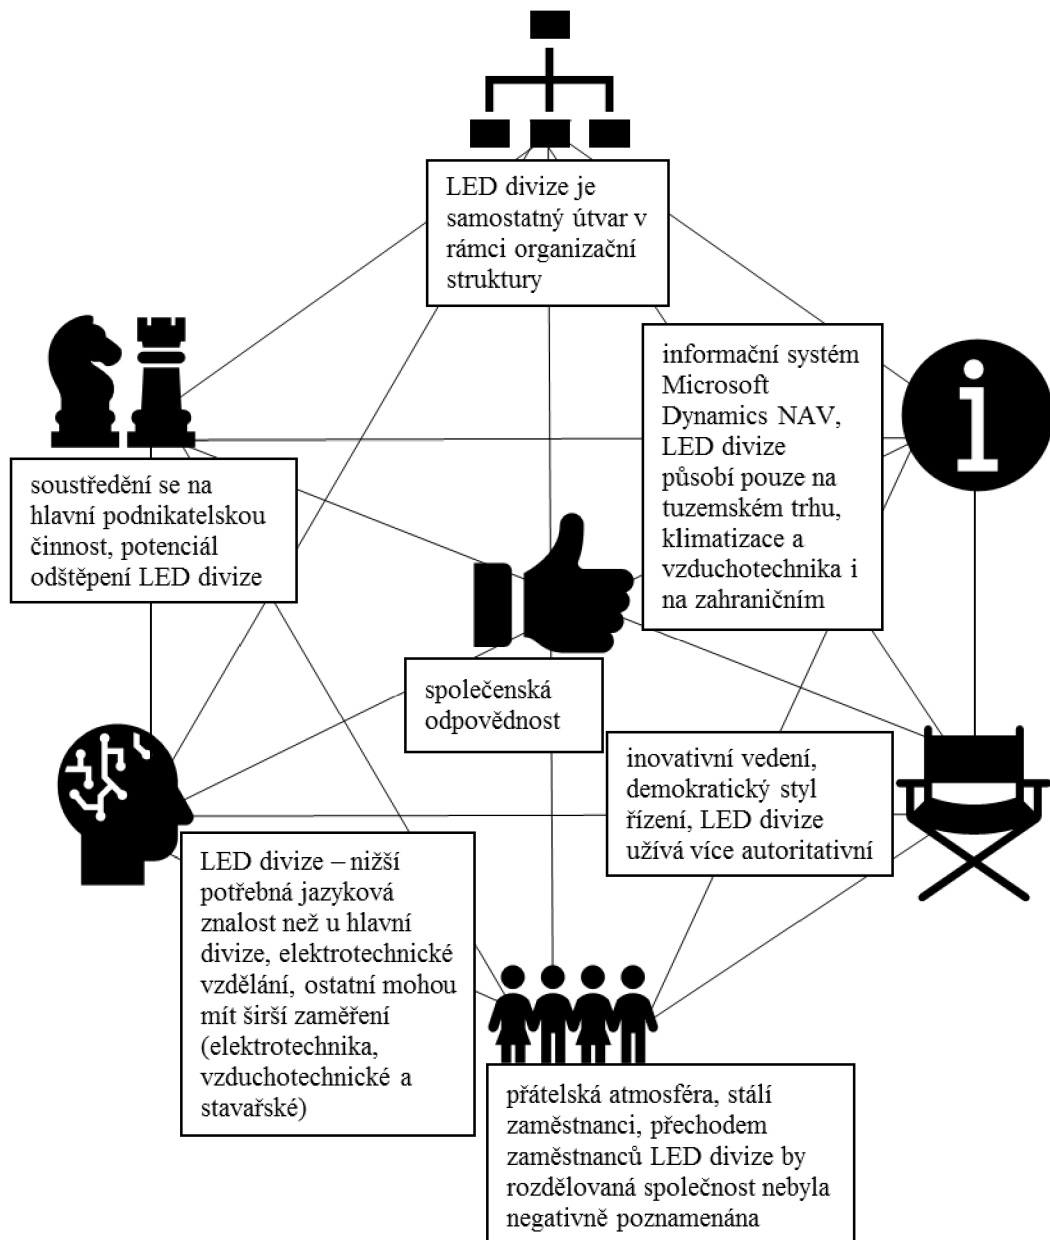 LED divize je
samostatný útvar v
rámci organizační
struktury
informační systém
Microsoft
Dynamics NAV,
LED divize
působí pouze na
tuzemském trhu,
klimatizace a
vzduchotechnika i
na zahraničním
soustředění se na
hlavní podnikatelskou
činnost, potenciál
odštěpení LED divize
společenská
odpovědnost
inovativní vedení,
demokratický styl
řízení, LED divize
užívá více autoritativní
LED divize – nižší
potřebná jazyková
znalost než u hlavní
divize, elektrotechnické
vzdělání, ostatní mohou
mít širší zaměření
(elektrotechnika,
vzduchotechnické a
stavařské)
přátelská atmosféra, stálí
zaměstnanci, přechodem
zaměstnanců LED divize by
rozdělovaná společnost nebyla
negativně poznamenána